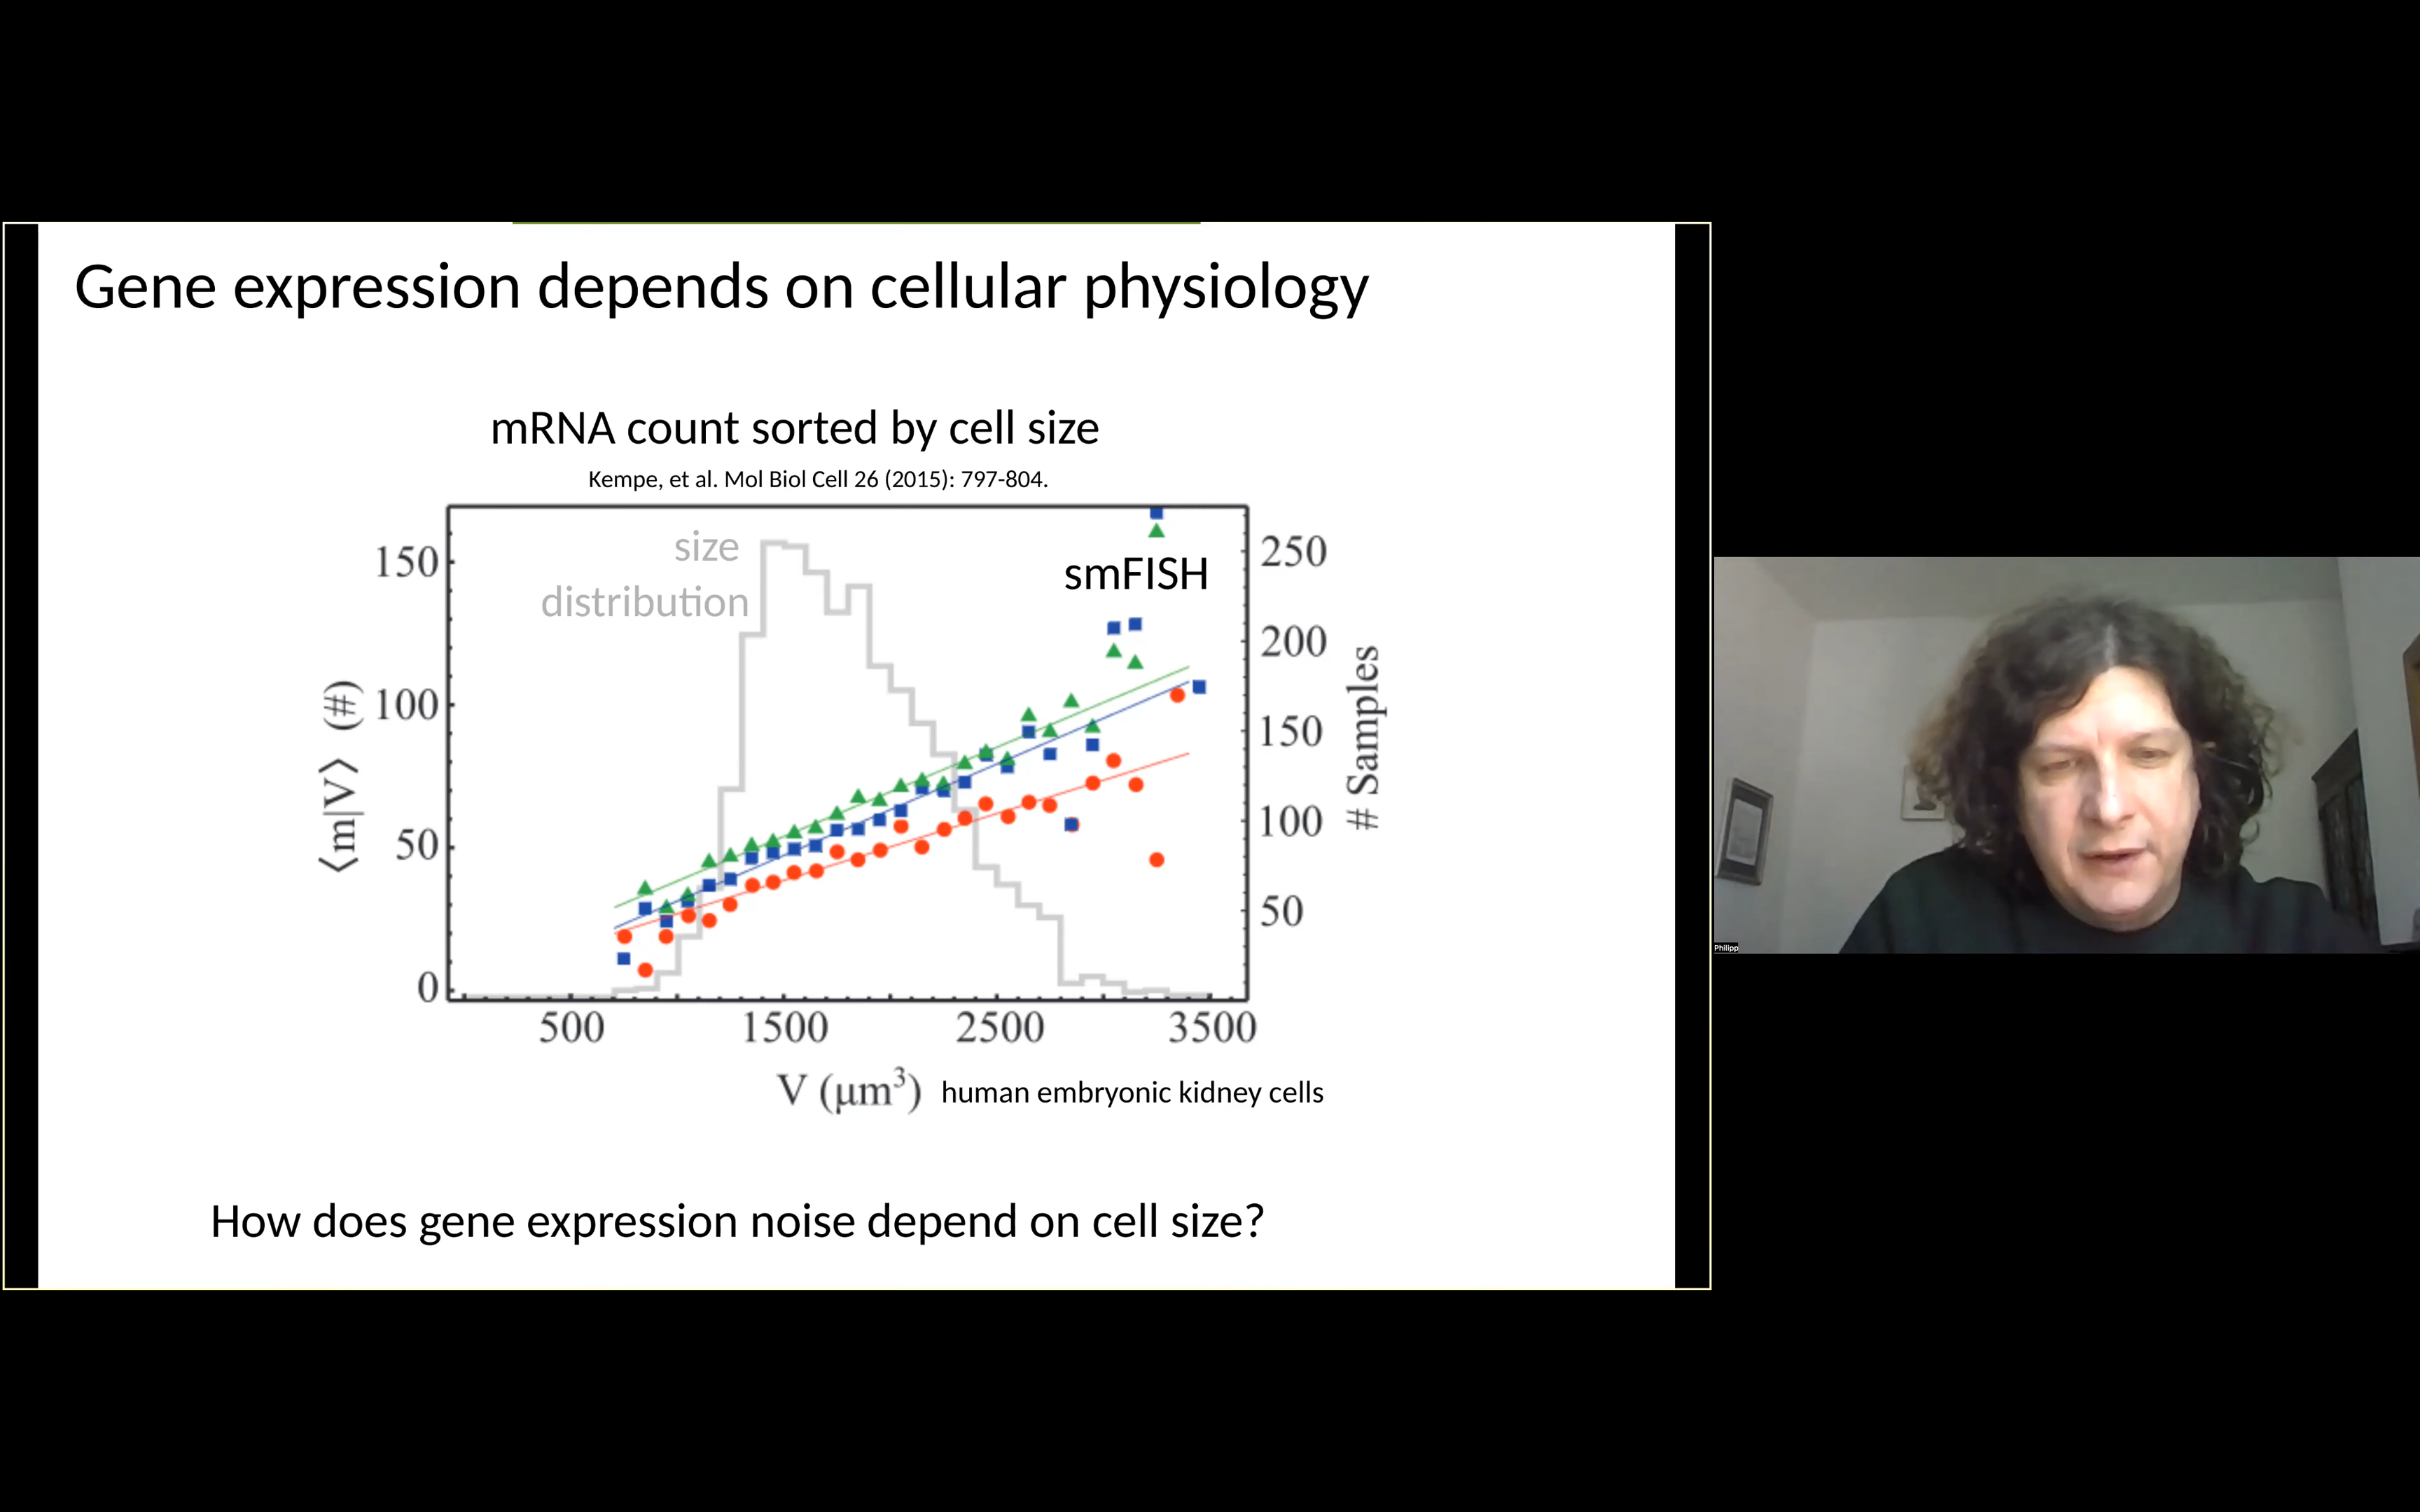 Gene expression depends on cellular physiology
mRNA count sorted by cell size
Kempe, et al. Mol Biol Cell 26 (2015): 797-804.
size
distribution
smFISH
150
100
50
0
⟨m|V⟩ (#)
250
200
150
100
50
# Samples
500 1500 2500 3500
V (μm³) human embryonic kidney cells
How does gene expression noise depend on cell size?
Philipp